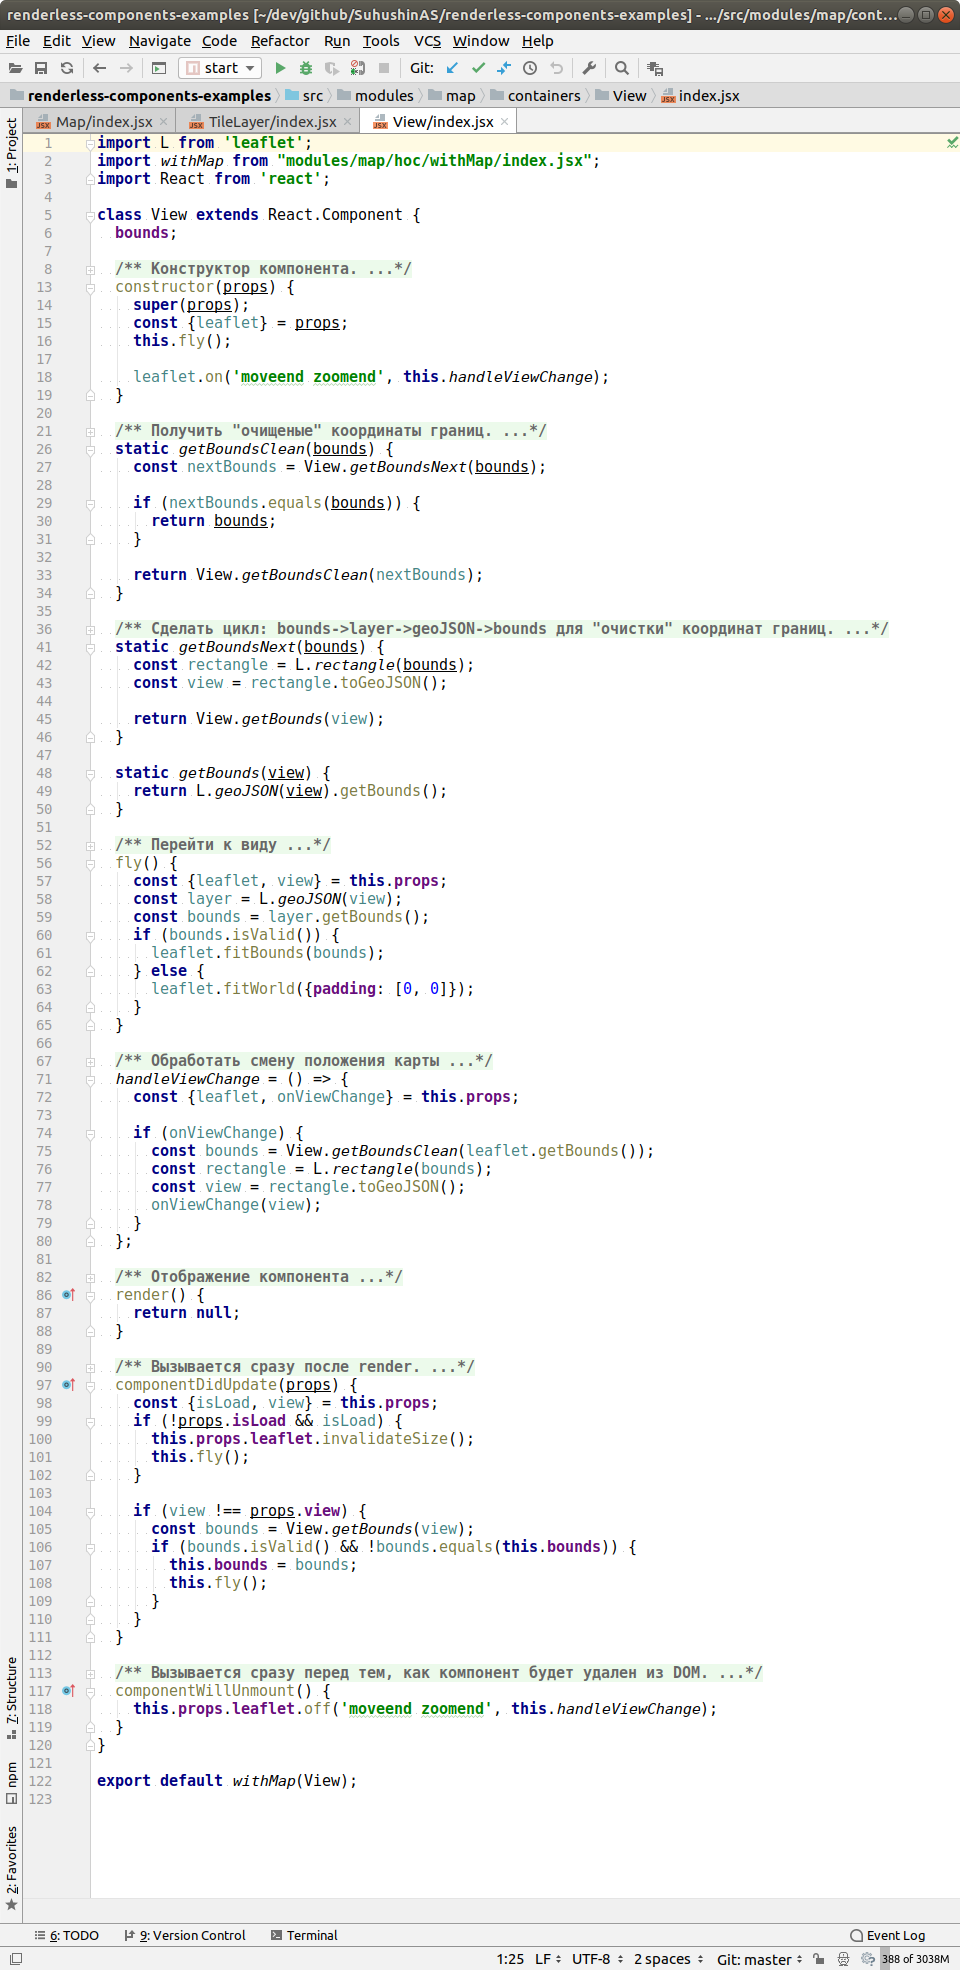 renderless-components-examples [~/dev/github/SuhushinAS/renderless-components-examples] - .../src/modules/map/cont...
File Edit View Navigate Code Refactor Run Tools VCS Window Help
start Git:
renderless-components-examples src modules map containers View index.jsx
Map/index.jsx TileLayer/index.jsx View/index.jsx
1: Project
1 import L from 'leaflet';
2 import withMap from "modules/map/hoc/withMap/index.jsx";
3 import React from 'react';
4
5 class View extends React.Component {
6 bounds;
7
8 /** Конструктор компонента. ...*/
13 constructor(props) {
14 super(props);
15 const {leaflet} = props;
16 this.fly();
17
18 leaflet.on('moveend zoomend', this.handleViewChange);
19 }
20
21 /** Получить "очищеные" координаты границ. ...*/
26 static getBoundsClean(bounds) {
27 const nextBounds = View.getBoundsNext(bounds);
28
29 if (nextBounds.equals(bounds)) {
30 return bounds;
31 }
32
33 return View.getBoundsClean(nextBounds);
34 }
35
36 /** Сделать цикл: bounds->layer->geoJSON->bounds для "очистки" координат границ. ...*/
41 static getBoundsNext(bounds) {
42 const rectangle = L.rectangle(bounds);
43 const view = rectangle.toGeoJSON();
44
45 return View.getBounds(view);
46 }
47
48 static getBounds(view) {
49 return L.geoJSON(view).getBounds();
50 }
51
52 /** Перейти к виду ...*/
56 fly() {
57 const {leaflet, view} = this.props;
58 const layer = L.geoJSON(view);
59 const bounds = layer.getBounds();
60 if (bounds.isValid()) {
61 leaflet.fitBounds(bounds);
62 } else {
63 leaflet.fitWorld({padding: [0, 0]});
64 }
65 }
66
67 /** Обработать смену положения карты ...*/
71 handleViewChange = () => {
72 const {leaflet, onViewChange} = this.props;
73
74 if (onViewChange) {
75 const bounds = View.getBoundsClean(leaflet.getBounds());
76 const rectangle = L.rectangle(bounds);
77 const view = rectangle.toGeoJSON();
78 onViewChange(view);
79 }
80 };
81
82 /** Отображение компонента ...*/
86 render() {
87 return null;
88 }
89
90 /** Вызывается сразу после render. ...*/
97 componentDidUpdate(props) {
98 const {isLoad, view} = this.props;
99 if (!props.isLoad && isLoad) {
100 this.props.leaflet.invalidateSize();
101 this.fly();
102 }
103
104 if (view !== props.view) {
105 const bounds = View.getBounds(view);
106 if (bounds.isValid() && !bounds.equals(this.bounds)) {
107 this.bounds = bounds;
108 this.fly();
109 }
110 }
111 }
112
113 /** Вызывается сразу перед тем, как компонент будет удален из DOM. ...*/
117 componentWillUnmount() {
118 this.props.leaflet.off('moveend zoomend', this.handleViewChange);
119 }
120 }
121
122 export default withMap(View);
123
7: Structure
npm
2: Favorites
6: TODO 9: Version Control Terminal Event Log
1:25 LF UTF-8 2 spaces Git: master 388 of 3038M